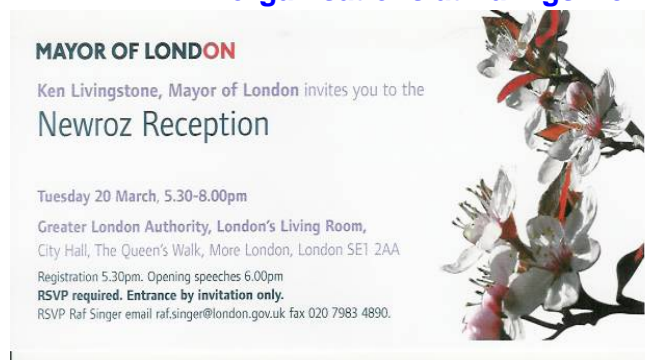 MAYOR OF LONDON
Ken Livingstone, Mayor of London invites you to the
Newroz Reception
Tuesday 20 March, 5.30-8.00pm
Greater London Authority, London's Living Room,
City Hall, The Queen's Walk, More London, London SE1 2AA
Registration 5.30pm. Opening speeches 6.00pm
RSVP required. Entrance by invitation only.
RSVP Raf Singer email raf.singer@london.gov.uk fax 020 7983 4890.